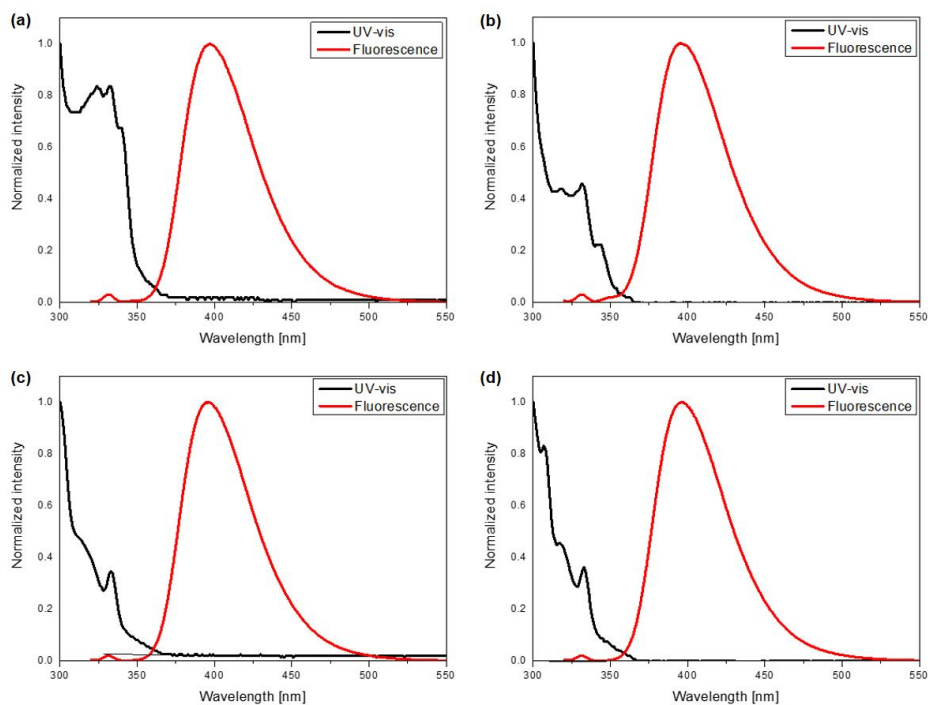 (a)
UV-vis
Fluorescence
Normalized intensity
1.0
0.8
0.6
0.4
0.2
0.0
300 350 400 450 500 550
Wavelength [nm]
(b)
UV-vis
Fluorescence
Normalized intensity
1.0
0.8
0.6
0.4
0.2
0.0
300 350 400 450 500 550
Wavelength [nm]
(c)
UV-vis
Fluorescence
Normalized intensity
1.0
0.8
0.6
0.4
0.2
0.0
300 350 400 450 500 550
Wavelength [nm]
(d)
UV-vis
Fluorescence
Normalized intensity
1.0
0.8
0.6
0.4
0.2
0.0
300 350 400 450 500 550
Wavelength [nm]